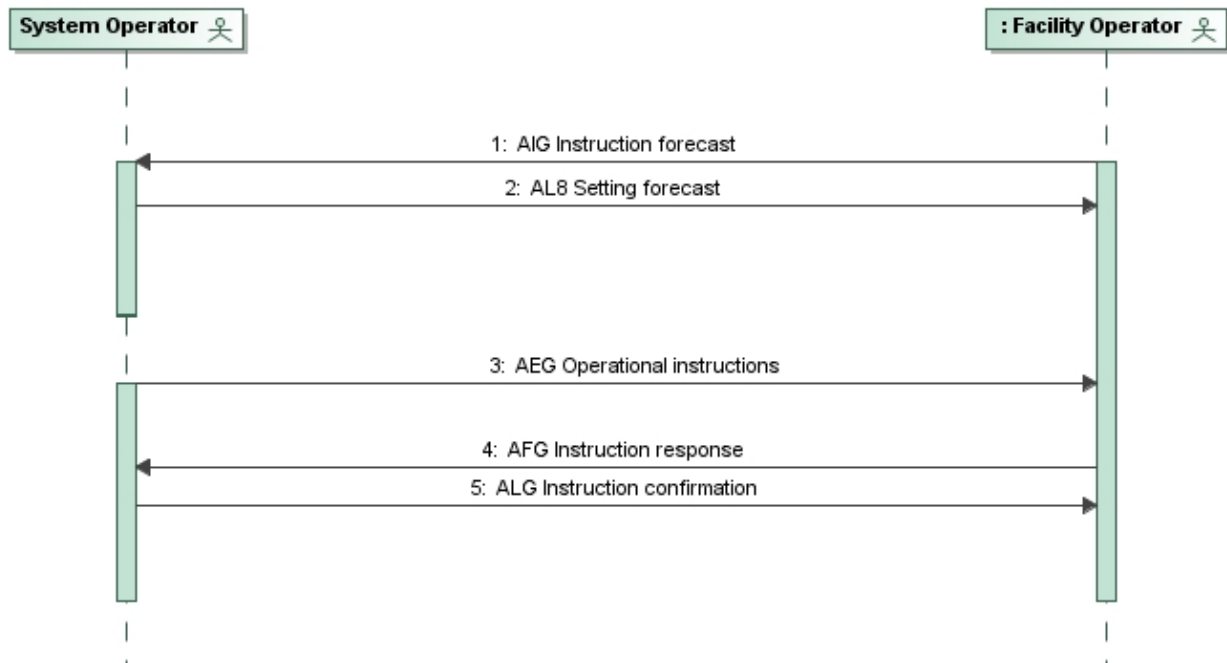 System Operator
: Facility Operator
1: AIG Instruction forecast
2: AL8 Setting forecast
3: AEG Operational instructions
4: AFG Instruction response
5: ALG Instruction confirmation